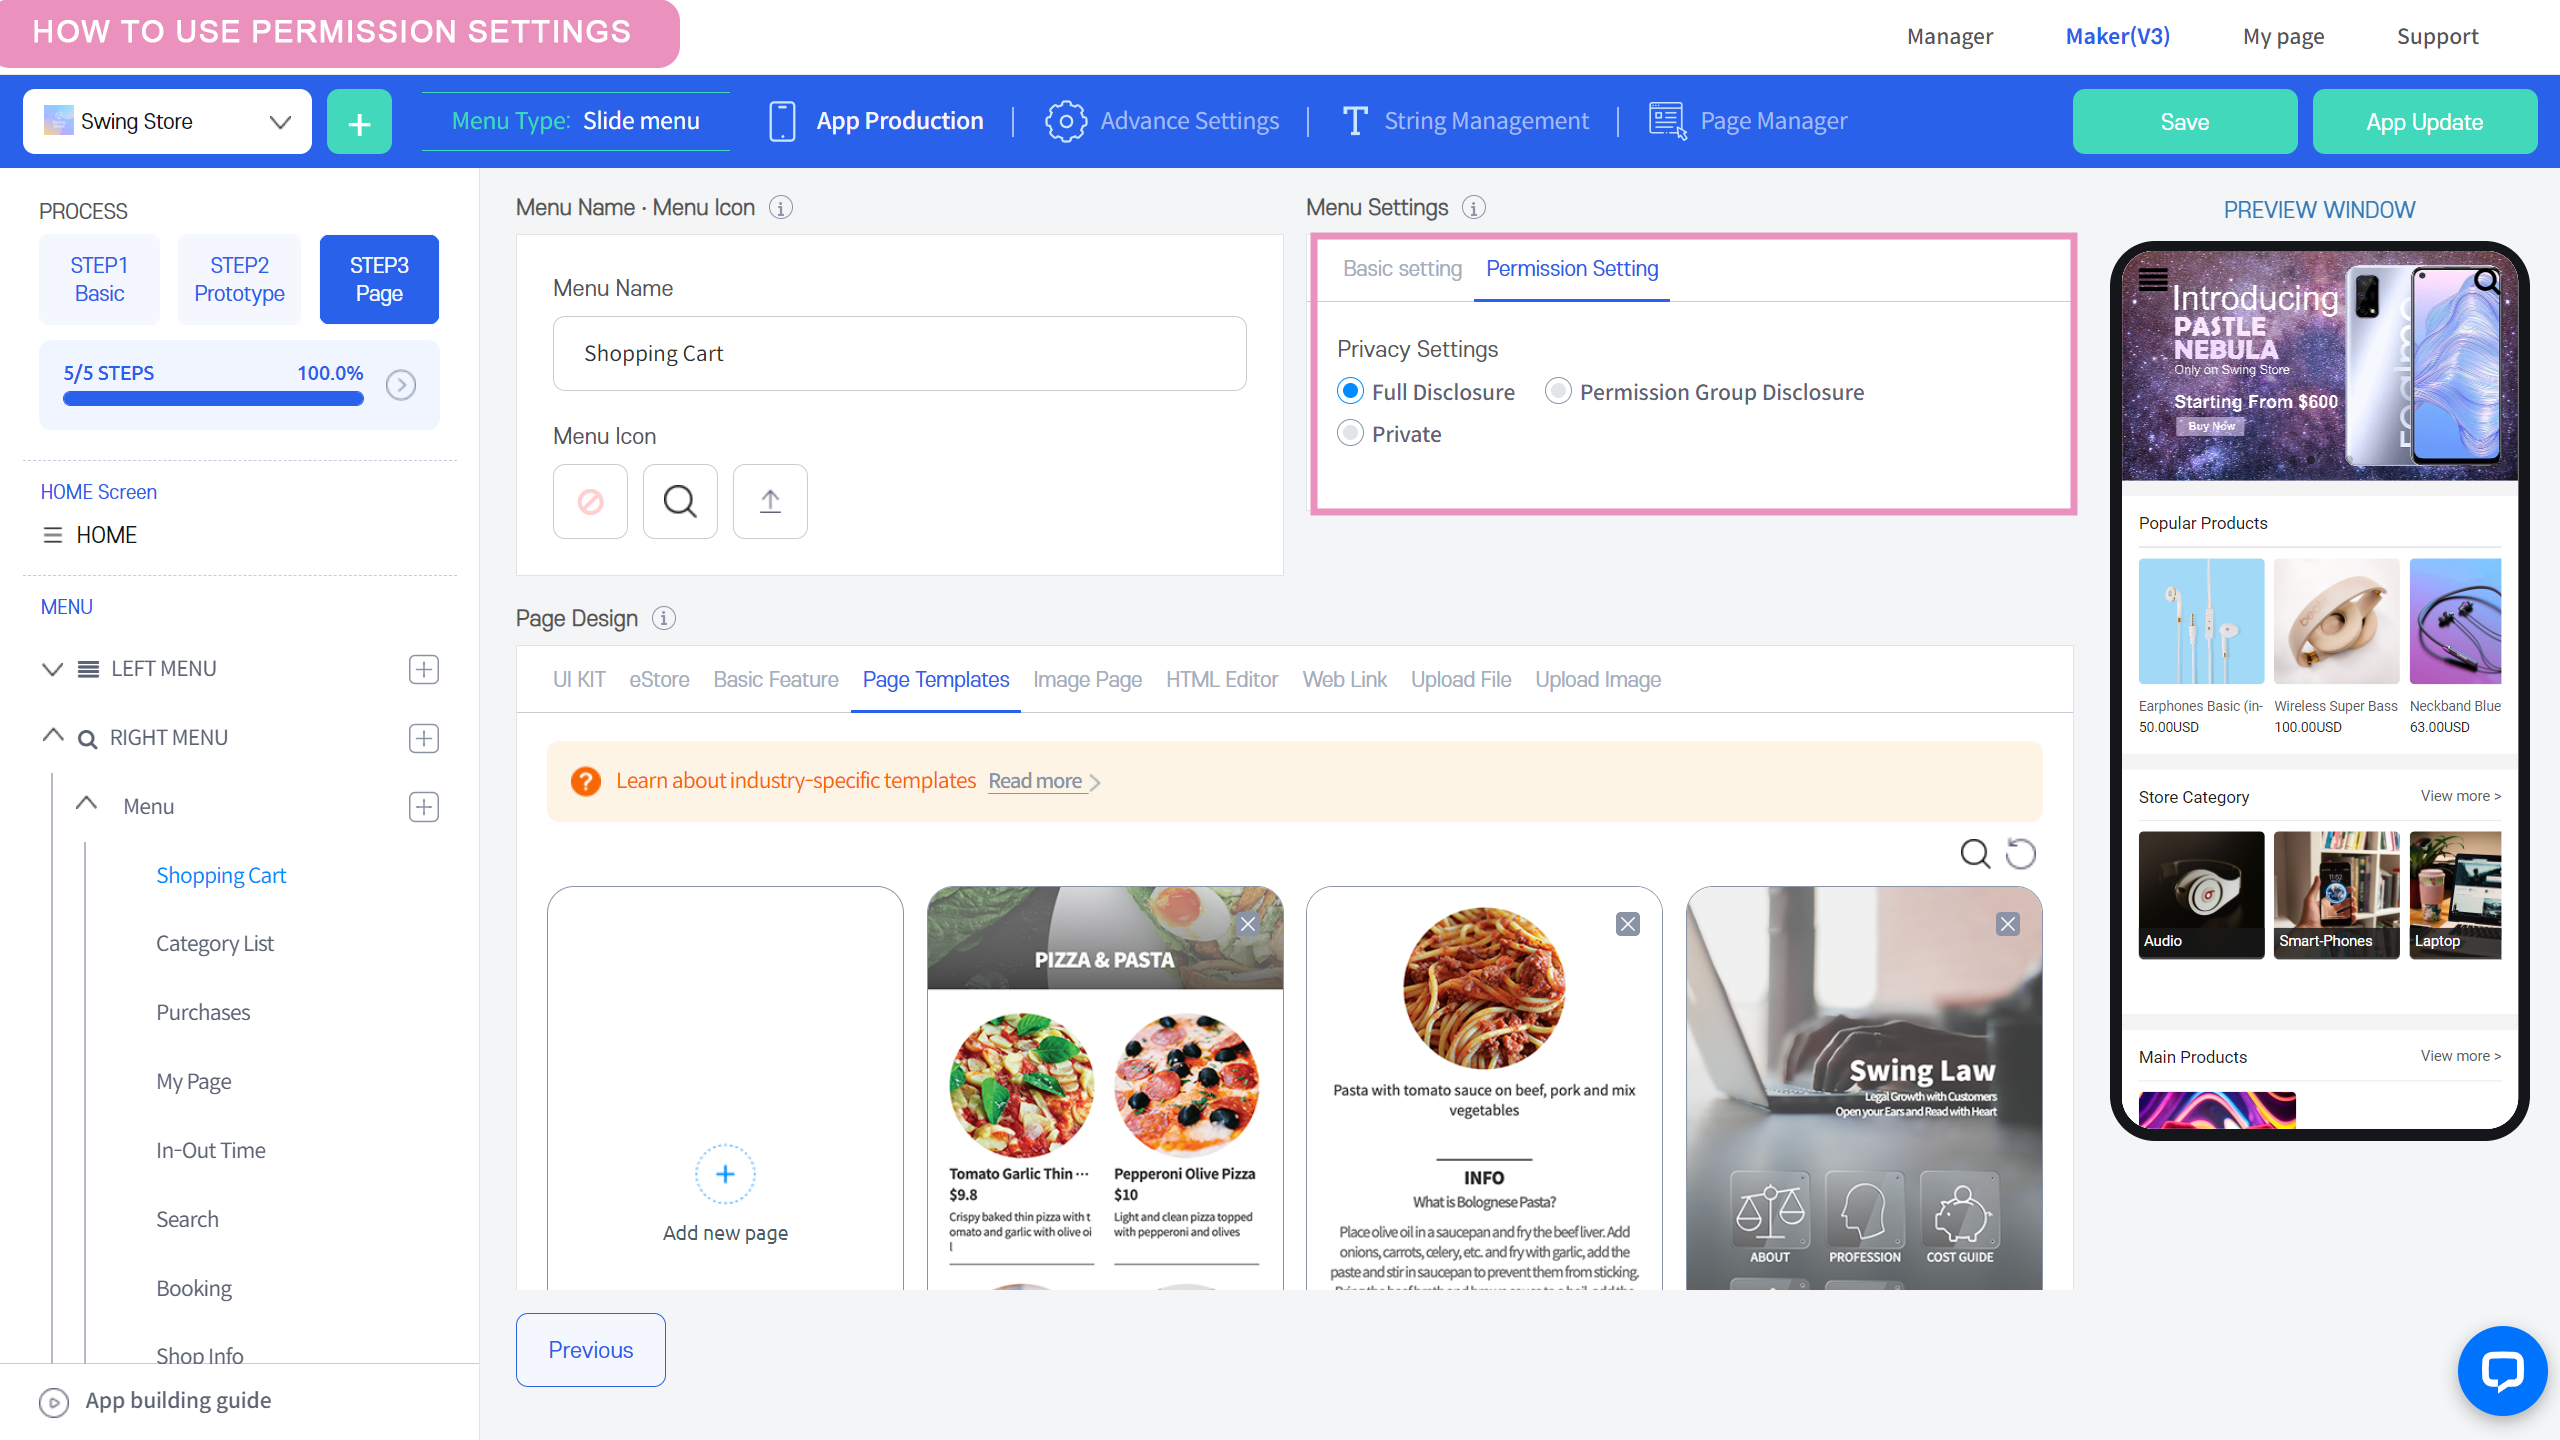 HOW TO USE PERMISSION SETTINGS
Manager
Maker(V3)
My page
Support
Swing Store
+
Menu Type: Slide menu
App Production
Advance Settings
String Management
Page Manager
Save
App Update
PROCESS
STEP1
Basic
STEP2
Prototype
STEP3
Page
5/5 STEPS
100.0%
HOME Screen
HOME
MENU
LEFT MENU
RIGHT MENU
Menu
Shopping Cart
Category List
Purchases
My Page
In-Out Time
Search
Booking
Shop Info
App building guide
Menu Name · Menu Icon
Menu Name
Shopping Cart
Menu Icon
Menu Settings
Basic setting
Permission Setting
Privacy Settings
Full Disclosure
Permission Group Disclosure
Private
Page Design
UI KIT
eStore
Basic Feature
Page Templates
Image Page
HTML Editor
Web Link
Upload File
Upload Image
Learn about industry-specific templates Read more >
Add new page
PIZZA & PASTA
Tomato Garlic Thin ···
$9.8
Crispy baked thin pizza with t
omato and garlic with olive oi
l
Pepperoni Olive Pizza
$10
Light and clean pizza topped
with pepperoni and olives
Pasta with tomato sauce on beef, pork and mix
vegetables
INFO
What is Bolognese Pasta?
Place olive oil in a saucepan and fry the beef liver. Add
onions, carrots, celery, etc. and fry with garlic, add the
paste and stir in saucepan to prevent them from sticking.
Swing Law
Legal Growth with Customers
Open your Ears and Read with Heart
ABOUT
PROFESSION
COST GUIDE
Previous
PREVIEW WINDOW
Introducing
PASTLE
NEBULA
Only on Swing Store
Starting From $600
Buy Now
realme
Popular Products
Earphones Basic (in-
50.00USD
Wireless Super Bass
100.00USD
Neckband Blue
63.00USD
Store Category
View more >
Audio
Smart-Phones
Laptop
Main Products
View more >